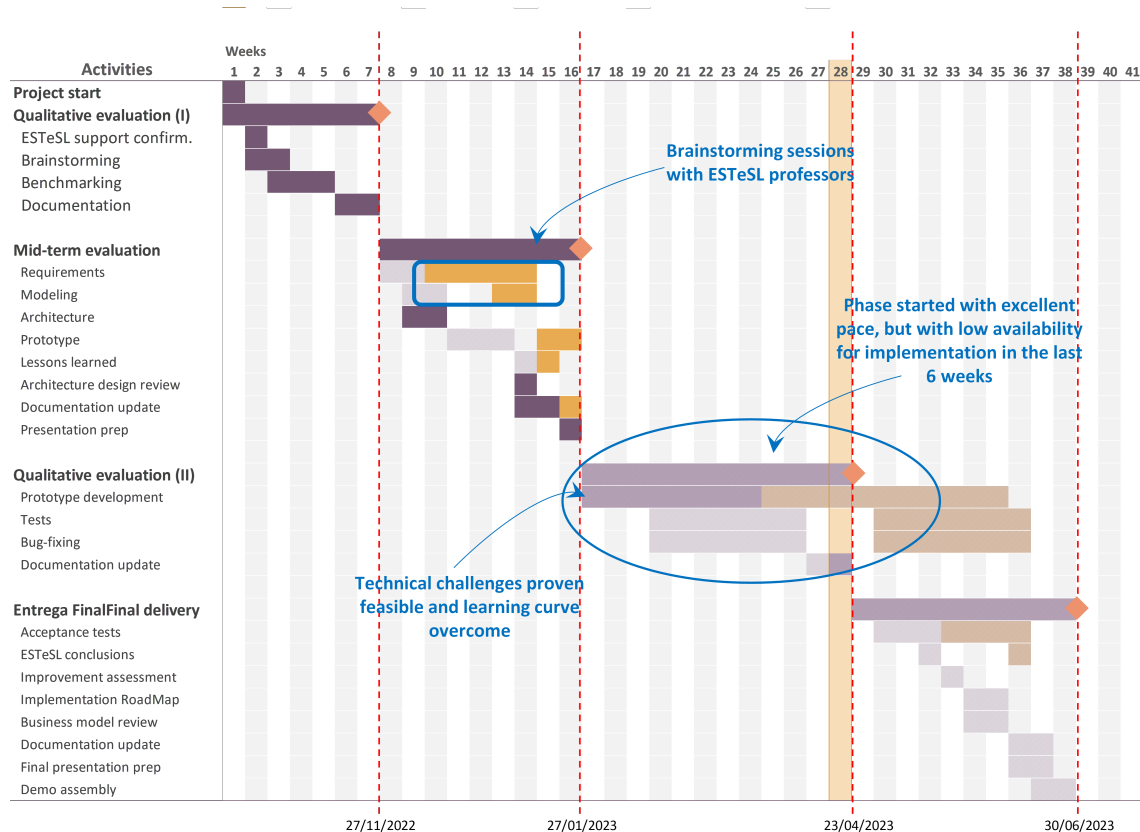 Weeks
Activities
1 2 3 4 5 6 7 8 9 10 11 12 13 14 15 16 17 18 19 20 21 22 23 24 25 26 27 28 29 30 31 32 33 34 35 36 37 38 39 40 41
Project start
Qualitative evaluation (I)
ESTeSL support confirm.
Brainstorming
Benchmarking
Documentation
Brainstorming sessions
with ESTeSL professors
Mid-term evaluation
Requirements
Modeling
Architecture
Prototype
Lessons learned
Architecture design review
Documentation update
Presentation prep
Phase started with excellent
pace, but with low availability
for implementation in the last
6 weeks
Qualitative evaluation (II)
Prototype development
Tests
Bug-fixing
Documentation update
Technical challenges proven
feasible and learning curve
overcome
Entrega FinalFinal delivery
Acceptance tests
ESTeSL conclusions
Improvement assessment
Implementation RoadMap
Business model review
Documentation update
Final presentation prep
Demo assembly
27/11/2022 27/01/2023 23/04/2023 30/06/2023